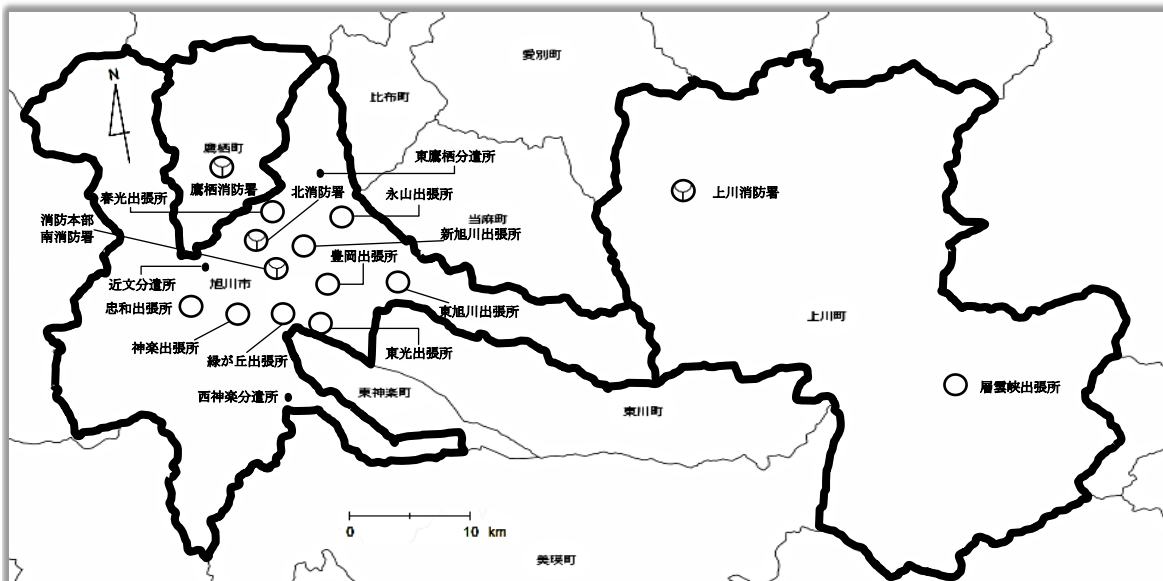 愛別町
N
比布町
鷹栖町
東鷹栖分遣所
鷹栖消防署
北消防署
春光出張所
永山出張所
上川消防署
消防本部
南消防署
当麻町
新旭川出張所
豊岡出張所
近文分遣所
旭川市
忠和出張所
東旭川出張所
上川町
神楽出張所
緑が丘出張所
東光出張所
層雲峡出張所
西神楽分遣所
東神楽町
東川町
0 10 km
美瑛町